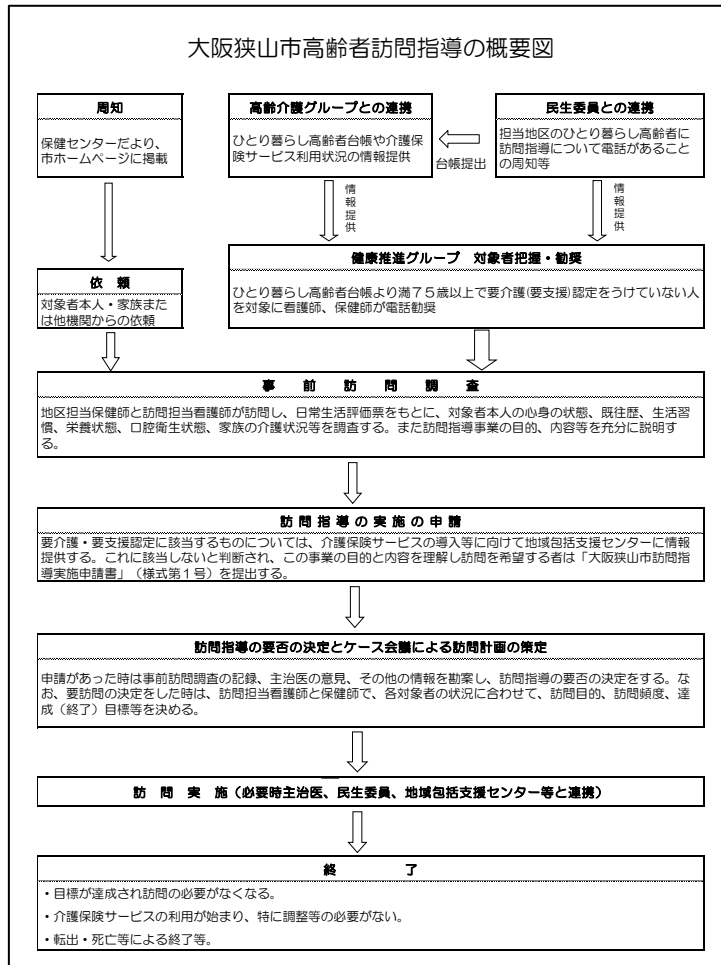 大阪狭山市高齢者訪問指導の概要図
周知
保健センターだより、
市ホームページに掲載
高齢介護グループとの連携
ひとり暮らし高齢者台帳や介護保
険サービス利用状況の情報提供
台帳提出
民生委員との連携
担当地区のひとり暮らし高齢者に
訪問指導について電話があること
の周知等
情報提供
情報提供
依　頼
対象者本人・家族また
は他機関からの依頼
健康推進グループ　対象者把握・勧奨
ひとり暮らし高齢者台帳より満７５歳以上で要介護(要支援)認定をうけていない人
を対象に看護師、保健師が電話勧奨
事　前　訪　問　調　査
地区担当保健師と訪問担当看護師が訪問し、日常生活評価票をもとに、対象者本人の心身の状態、既往歴、生活習
慣、栄養状態、口腔衛生状態、家族の介護状況等を調査する。また訪問指導事業の目的、内容等を充分に説明す
る。
訪 問 指 導 の 実 施 の 申 請
要介護・要支援認定に該当するものについては、介護保険サービスの導入等に向けて地域包括支援センターに情報
提供する。これに該当しないと判断され、この事業の目的と内容を理解し訪問を希望する者は「大阪狭山市訪問指
導実施申請書」（様式第１号）を提出する。
訪問指導の要否の決定とケース会議による訪問計画の策定
申請があった時は事前訪問調査の記録、主治医の意見、その他の情報を勘案し、訪問指導の要否の決定をする。な
お、要訪問の決定をした時は、訪問担当看護師と保健師で、各対象者の状況に合わせて、訪問目的、訪問頻度、達
成（終了）目標等を決める。
訪　問　実　施（必要時主治医、民生委員、地域包括支援センター等と連携）
終　　　　了
・目標が達成され訪問の必要がなくなる。
・介護保険サービスの利用が始まり、特に調整等の必要がない。
・転出・死亡等による終了等。